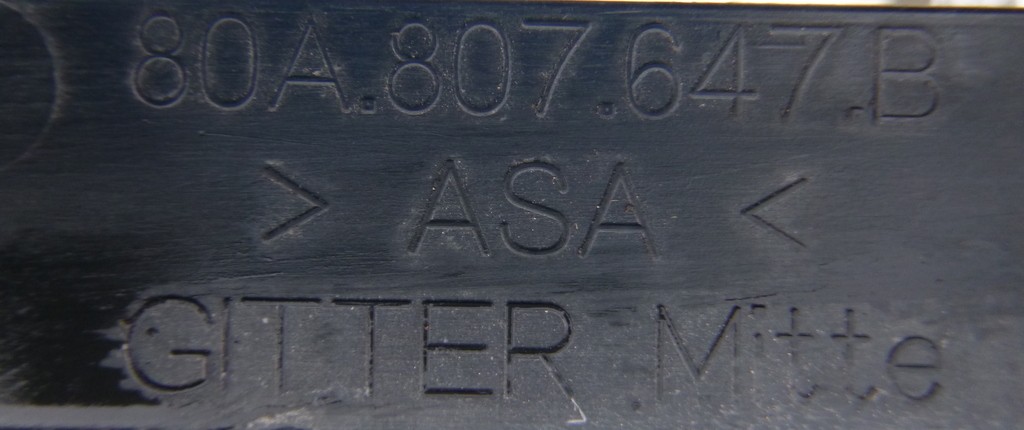 80A.807.647.B
> ASA <
GITTER Mitte